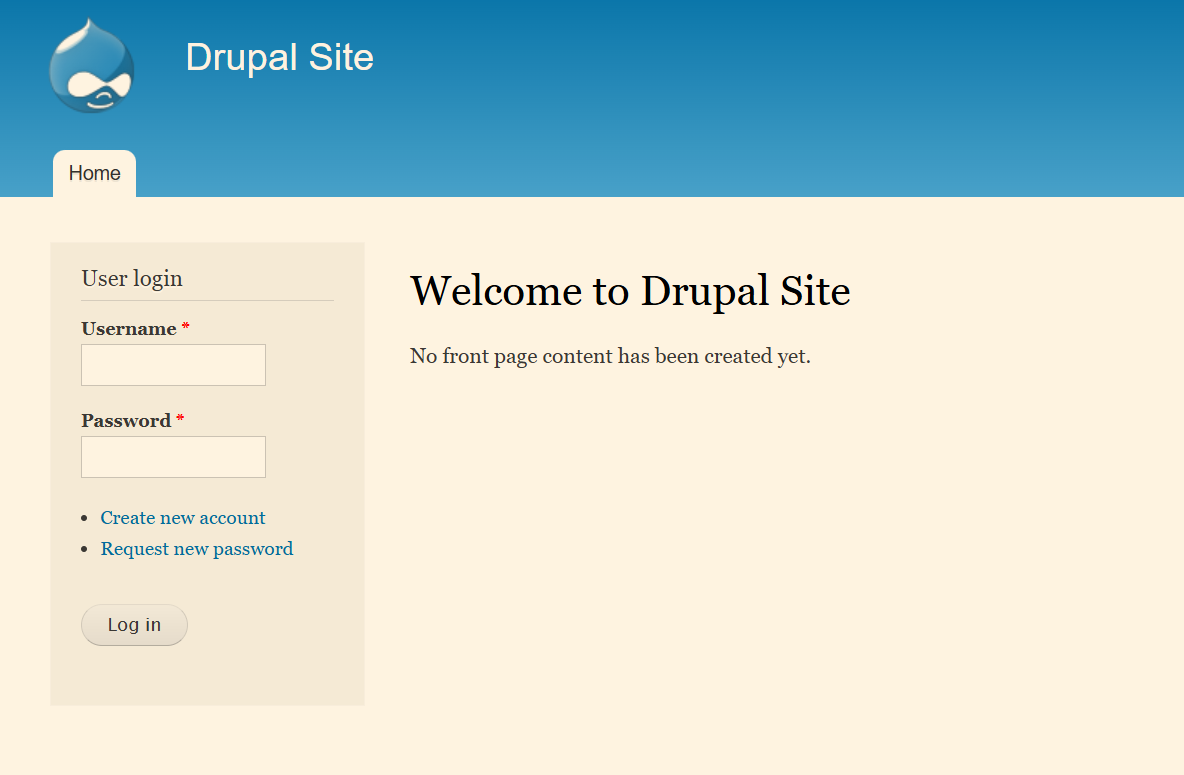 Drupal Site
Home
User login
Username *
Password *
Create new account
Request new password
Log in
Welcome to Drupal Site
No front page content has been created yet.